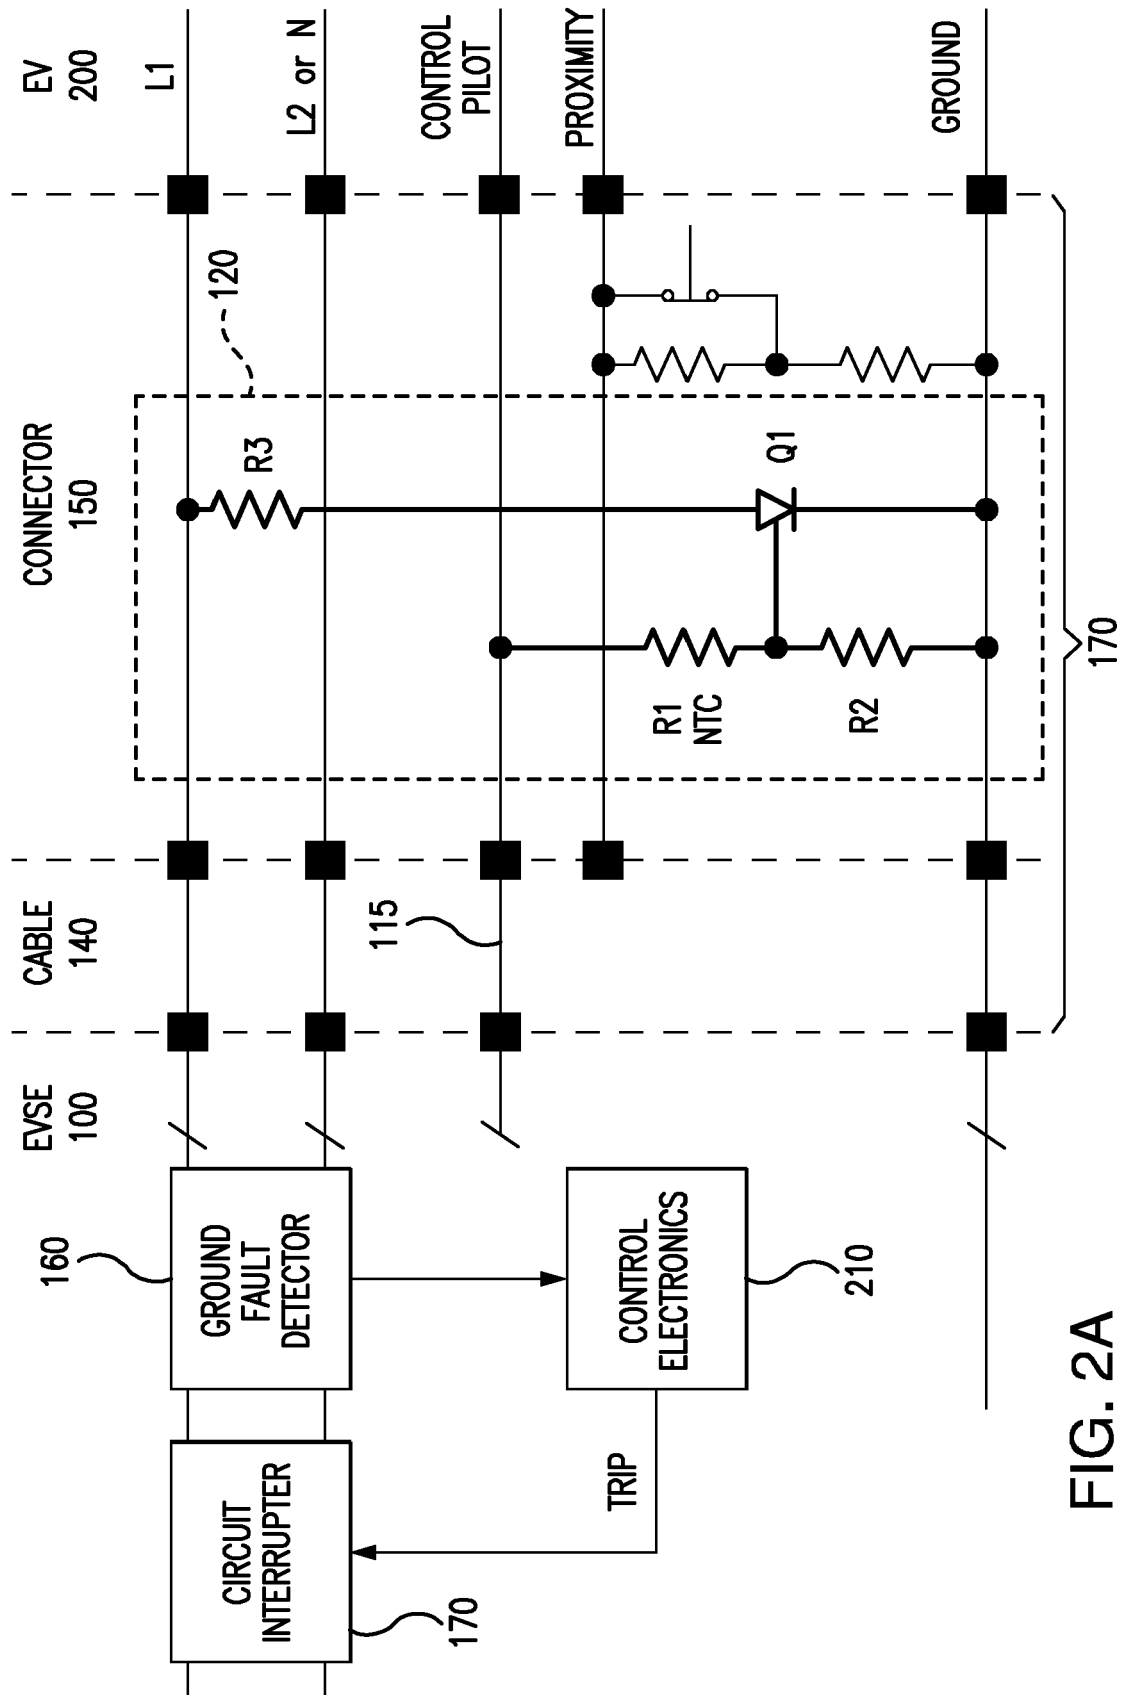 EVSE
100
CABLE
140
CONNECTOR
150
EV
200
160
120
L1
L2 or N
CONTROL
PILOT
PROXIMITY
GROUND
CIRCUIT
INTERRUPTER
170
GROUND
FAULT
DETECTOR
115
R3
TRIP
CONTROL
ELECTRONICS
210
R1
NTC
R2
Q1
170
FIG. 2A